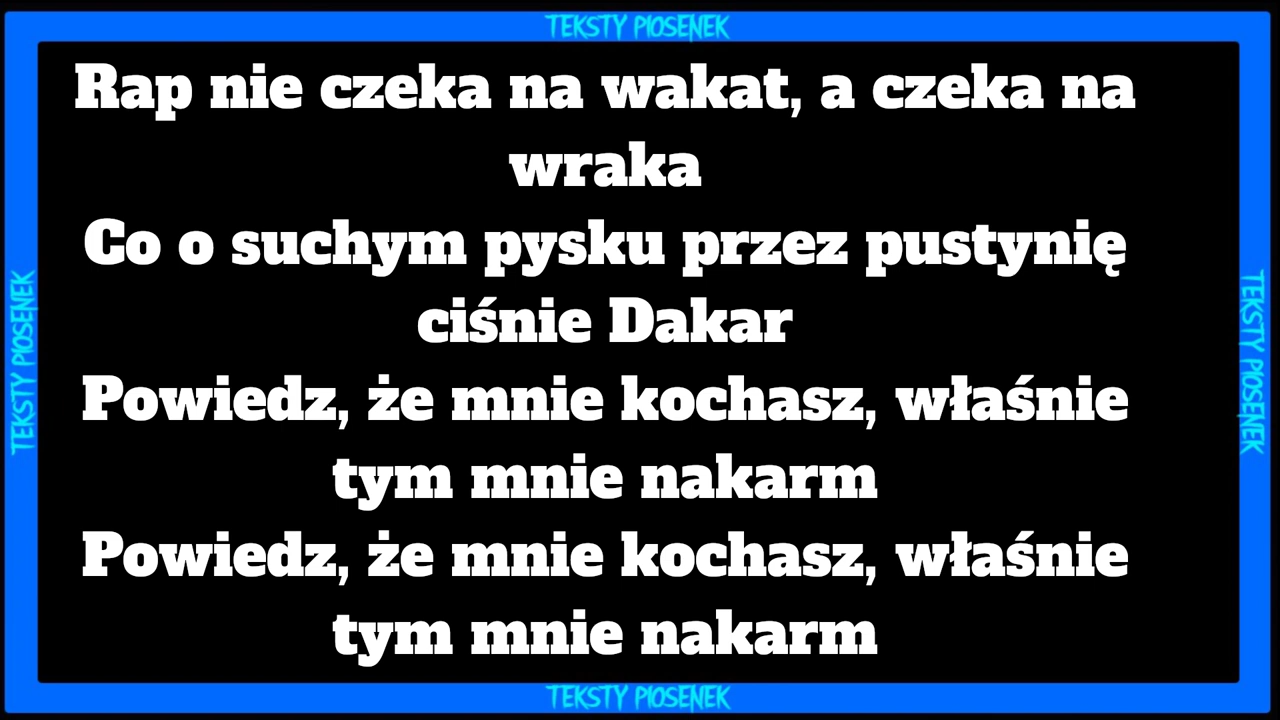 TEKSTY PIOSENEK
Rap nie czeka na wakat, a czeka na
wraka
Co o suchym pysku przez pustynię
ciśnie Dakar
Powiedz, że mnie kochasz, właśnie
tym mnie nakarm
Powiedz, że mnie kochasz, właśnie
tym mnie nakarm
TEKSTY PIOSENEK
TEKSTY PIOSENEK
TEKSTY PIOSENEK